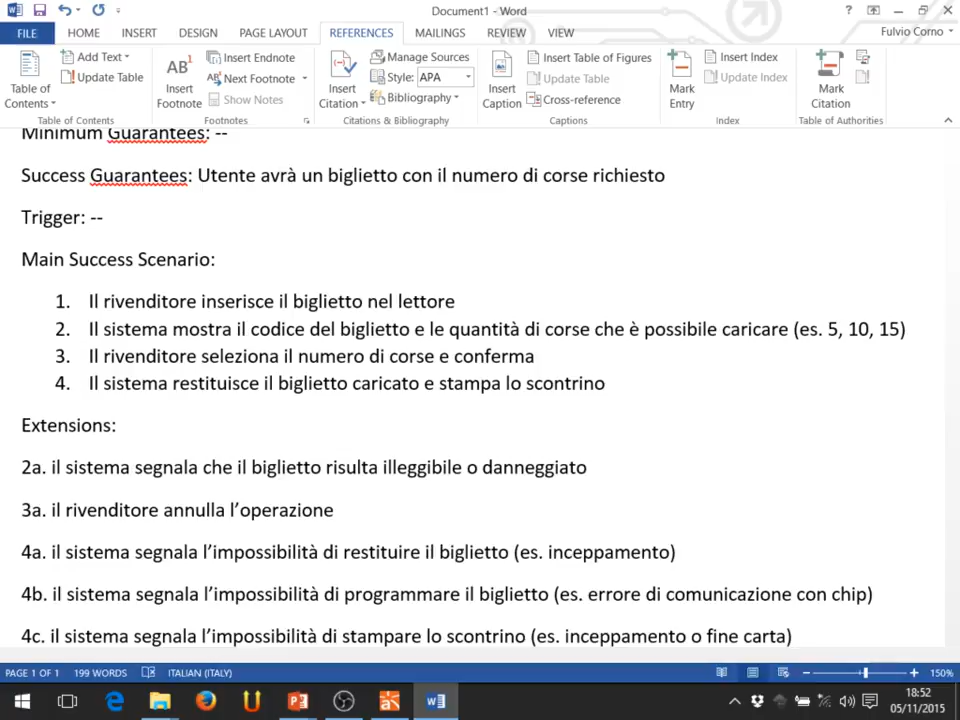 Document1 - Word
FILE HOME INSERT DESIGN PAGE LAYOUT REFERENCES MAILINGS REVIEW VIEW Fulvio Corno
Table of Contents
Add Text
Update Table
Table of Contents
AB1 Insert Footnote
Insert Endnote
Next Footnote
Show Notes
Footnotes
Insert Citation
Manage Sources
Style: APA
Bibliography
Citations & Bibliography
Insert Caption
Insert Table of Figures
Update Table
Cross-reference
Captions
Mark Entry
Insert Index
Update Index
Index
Mark Citation
Table of Authorities
Minimum Guarantees: --
Success Guarantees: Utente avrà un biglietto con il numero di corse richiesto
Trigger: --
Main Success Scenario:
1. Il rivenditore inserisce il biglietto nel lettore
2. Il sistema mostra il codice del biglietto e le quantità di corse che è possibile caricare (es. 5, 10, 15)
3. Il rivenditore seleziona il numero di corse e conferma
4. Il sistema restituisce il biglietto caricato e stampa lo scontrino
Extensions:
2a. il sistema segnala che il biglietto risulta illeggibile o danneggiato
3a. il rivenditore annulla l’operazione
4a. il sistema segnala l’impossibilità di restituire il biglietto (es. inceppamento)
4b. il sistema segnala l’impossibilità di programmare il biglietto (es. errore di comunicazione con chip)
4c. il sistema segnala l’impossibilità di stampare lo scontrino (es. inceppamento o fine carta)
PAGE 1 OF 1 199 WORDS ITALIAN (ITALY) 150%
18:52
05/11/2015